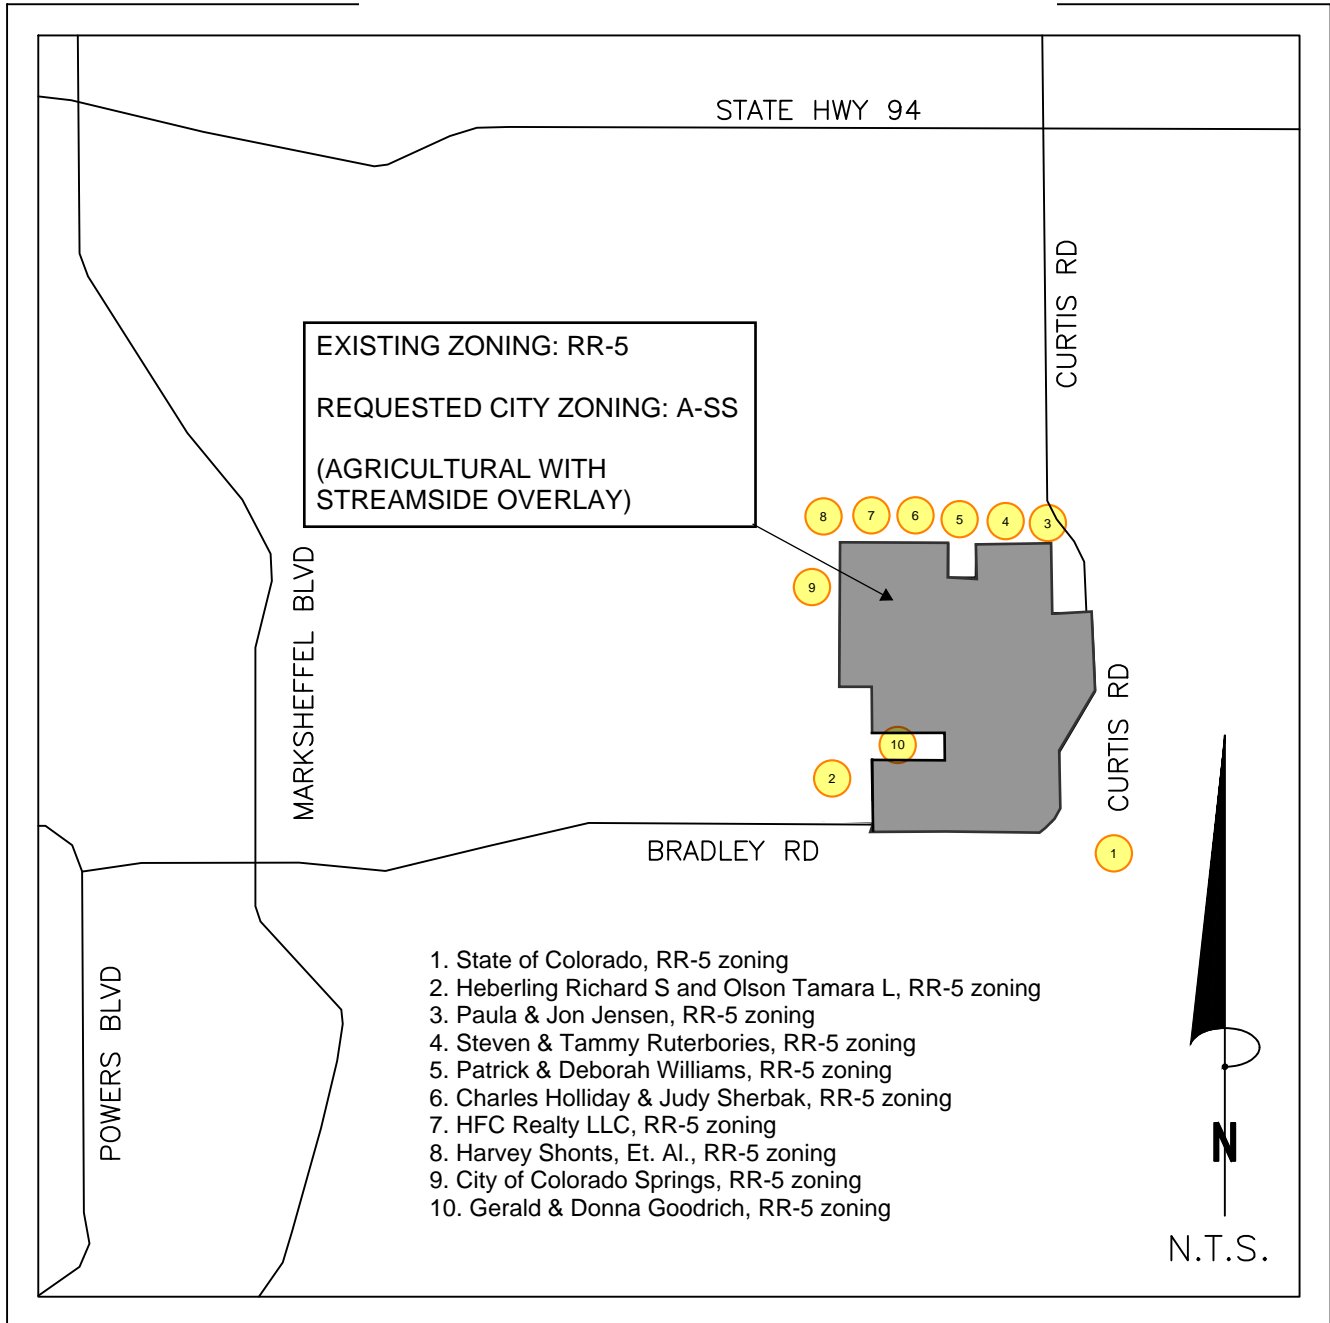 STATE HWY 94
CURTIS RD
EXISTING ZONING: RR-5
REQUESTED CITY ZONING: A-SS
(AGRICULTURAL WITH
STREAMSIDE OVERLAY)
8
7
6
5
4
3
9
MARKSHEFFEL BLVD
CURTIS RD
10
2
BRADLEY RD
1
POWERS BLVD
1. State of Colorado, RR-5 zoning
2. Heberling Richard S and Olson Tamara L, RR-5 zoning
3. Paula & Jon Jensen, RR-5 zoning
4. Steven & Tammy Ruterbories, RR-5 zoning
5. Patrick & Deborah Williams, RR-5 zoning
6. Charles Holliday & Judy Sherbak, RR-5 zoning
7. HFC Realty LLC, RR-5 zoning
8. Harvey Shonts, Et. Al., RR-5 zoning
9. City of Colorado Springs, RR-5 zoning
10. Gerald & Donna Goodrich, RR-5 zoning
N
N.T.S.